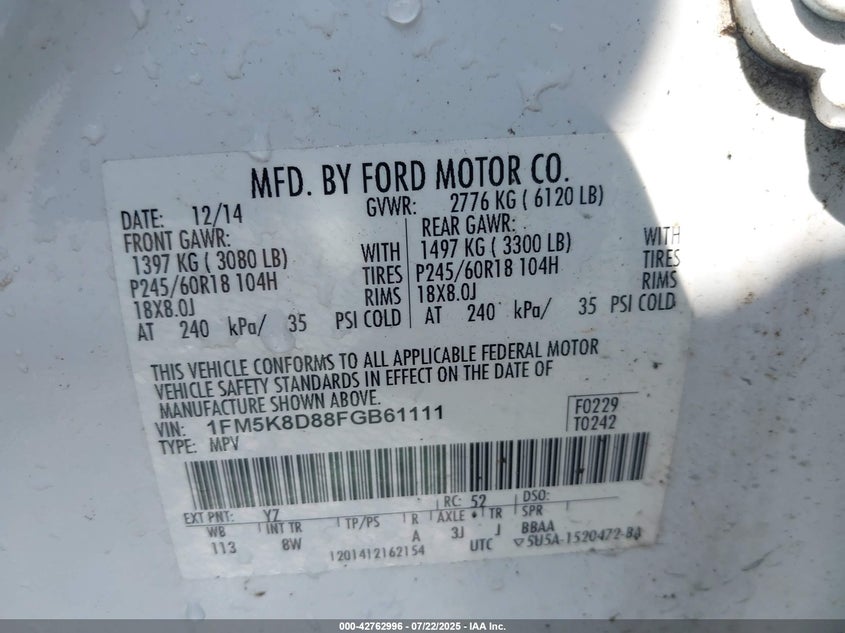 MFD. BY FORD MOTOR CO.
DATE: 12/14 GVWR: 2776 KG ( 6120 LB)
FRONT GAWR: REAR GAWR:
1397 KG ( 3080 LB) WITH 1497 KG ( 3300 LB) WITH
P245/60R18 104H TIRES P245/60R18 104H TIRES
18X8.0J RIMS 18X8.0J RIMS
AT 240 kPa/ 35 PSI COLD AT 240 kPa/ 35 PSI COLD
THIS VEHICLE CONFORMS TO ALL APPLICABLE FEDERAL MOTOR
VEHICLE SAFETY STANDARDS IN EFFECT ON THE DATE OF
MANUFACTURE SHOWN ABOVE.
VIN: 1FM5K8D88FGB61111 F0229
TYPE: MPV T0242
EXT PNT: YZ RC: 52 DSO:
WB INT TR TP/PS R AXLE TR SPR
113 8W A 3J J BBAA
1201412162154 UTC
000-42762996 - 07/22/2025 - IAA Inc.